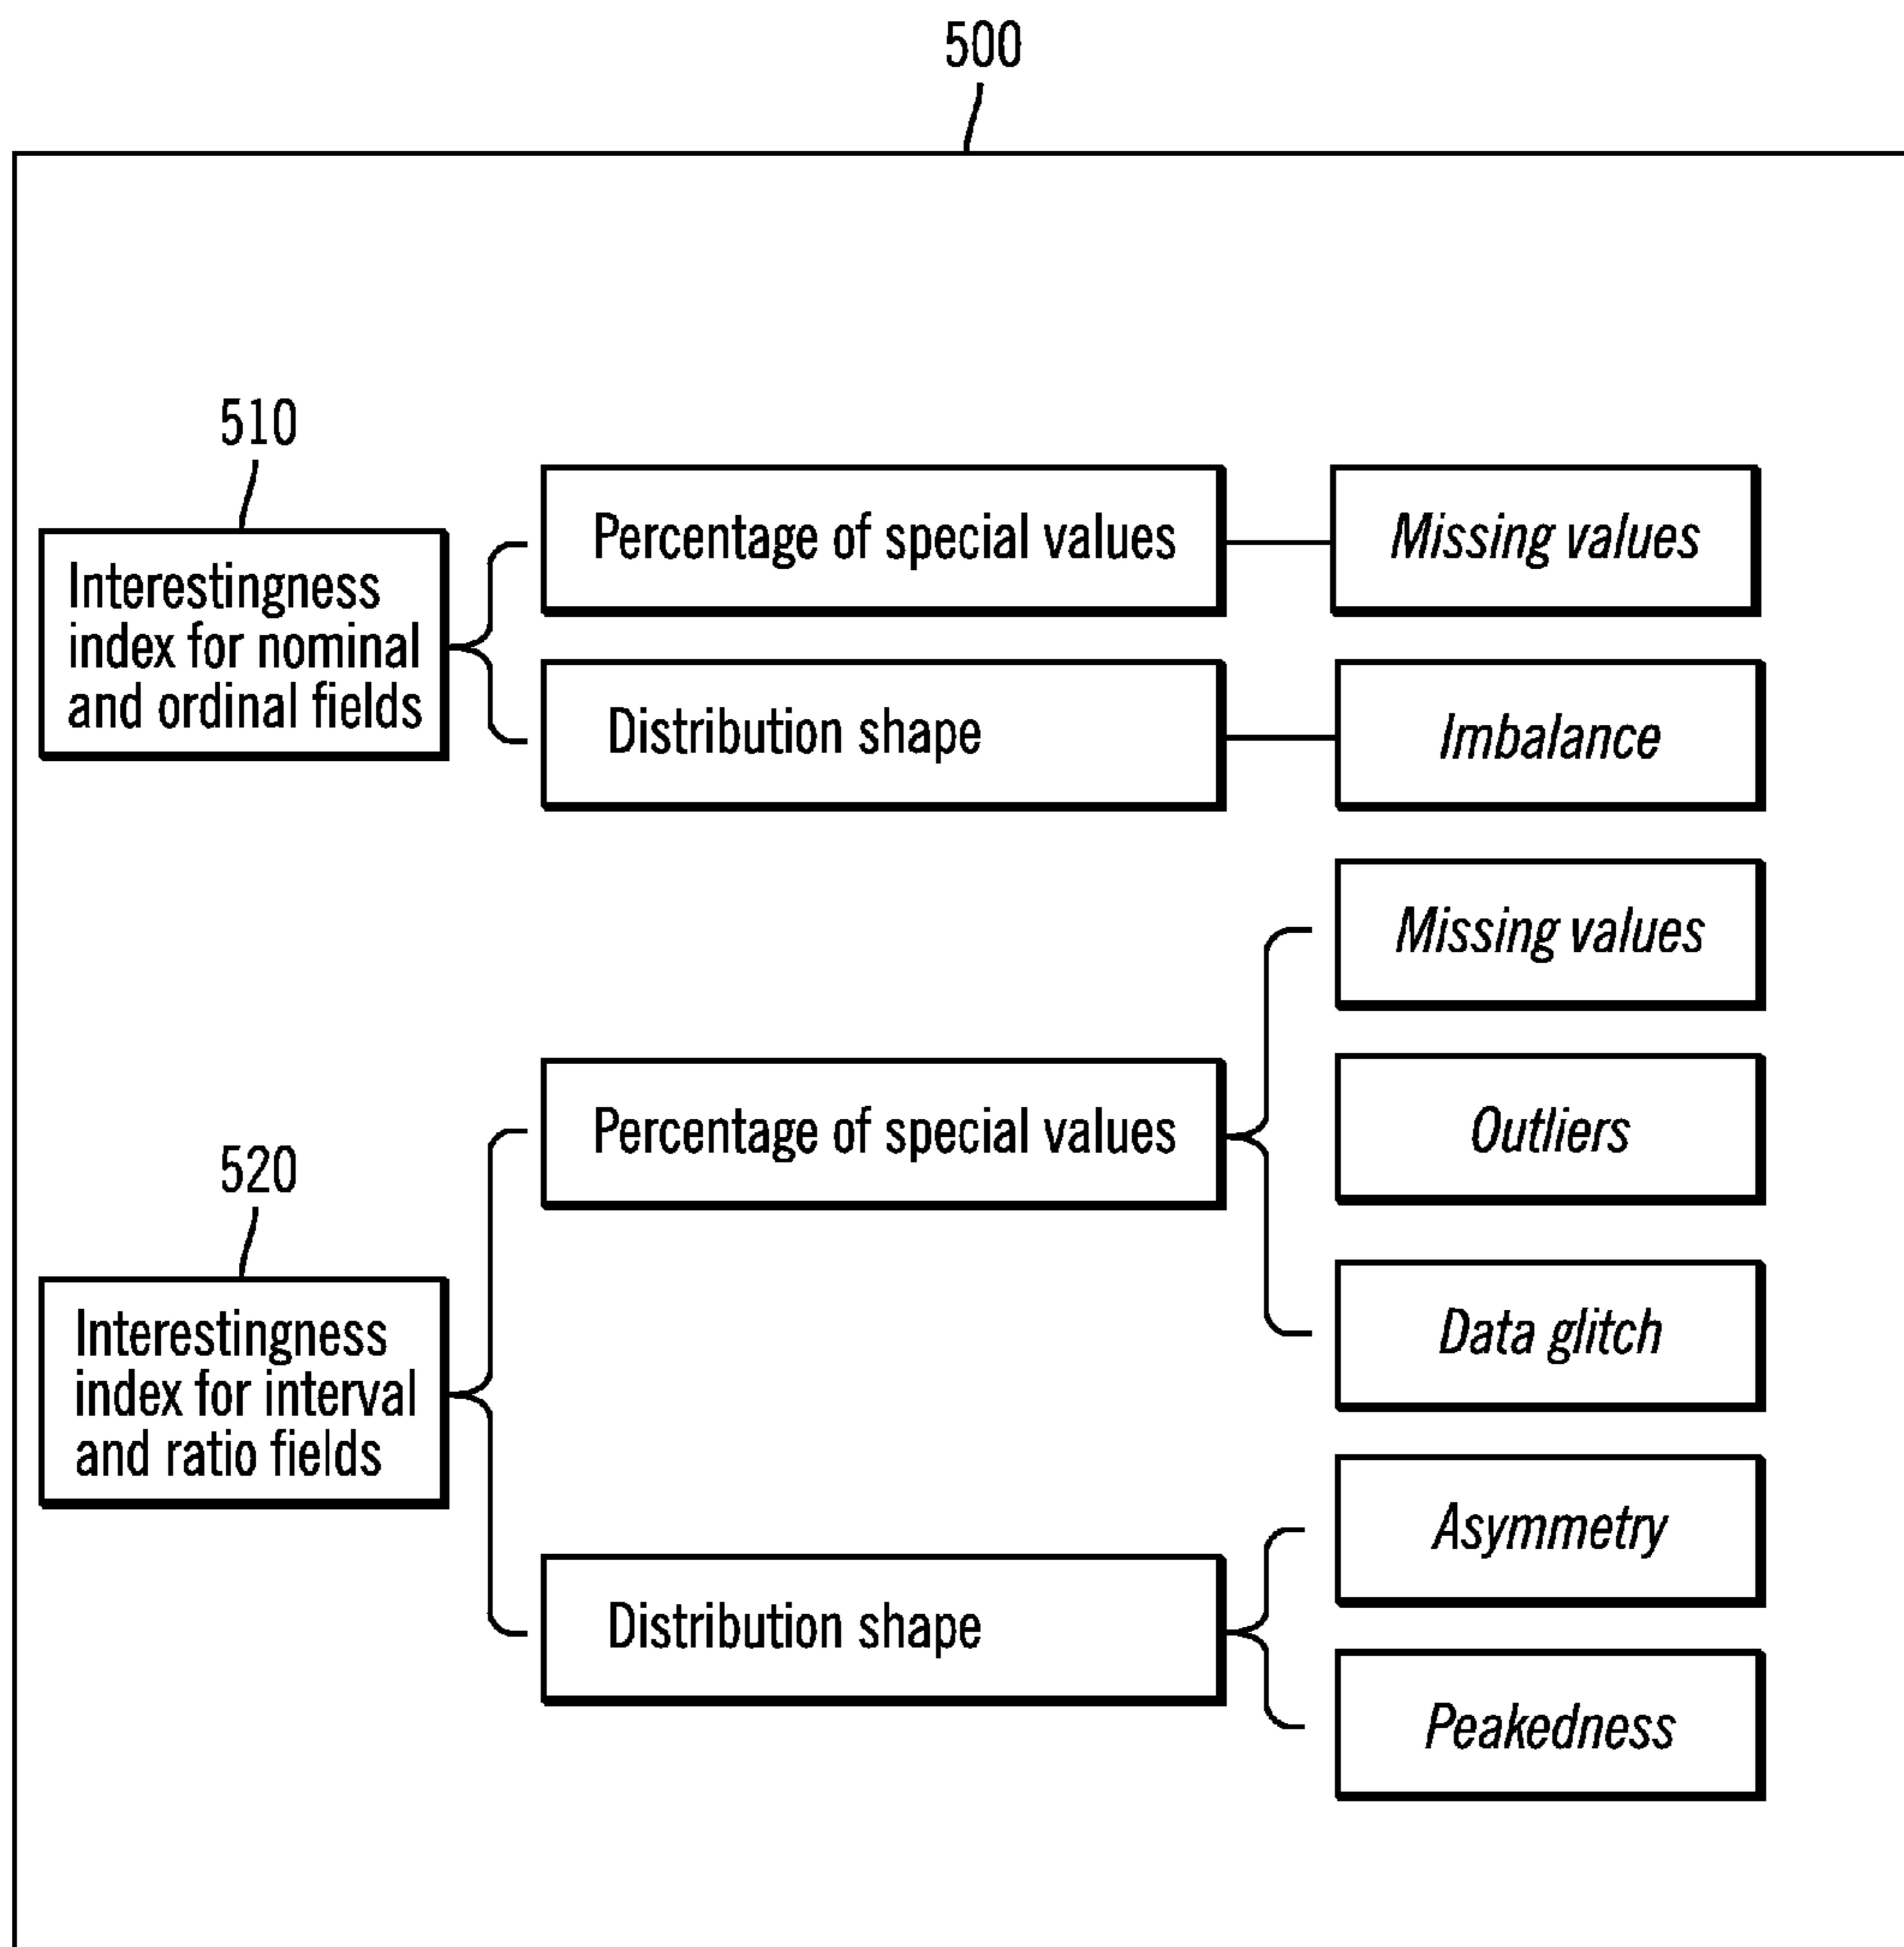 500
510
Interestingness
index for nominal
and ordinal fields
Percentage of special values
Missing values
Distribution shape
Imbalance
520
Interestingness
index for interval
and ratio fields
Percentage of special values
Missing values
Outliers
Data glitch
Distribution shape
Asymmetry
Peakedness